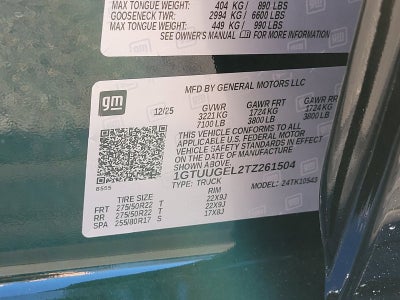 MAX TONGUE WEIGHT: 404 KG / 890 LBS
GOOSENECK TWR: 2994 KG / 6600 LBS
MAX TONGUE WEIGHT: 449 KG / 990 LBS
SEE OWNER'S MANUAL FOR
MFD BY GENERAL MOTORS LLC
gm
12/25 GVWR GAWR FRT GAWR RR
3221 KG 1724 KG 1724 KG
7100 LB 3800 LB 3800 LB
THIS VEHICLE CONFORMS TO ALL
APPLICABLE U.S. FEDERAL MOTOR
VEHICLE SAFETY STANDARDS IN EFFECT
ON THE DATE OF MANUFACTURE
SHOWN ABOVE.
1GTUUGEL2TZ261504
TYPE: TRUCK MODEL: 24TK10543
TIRE SIZE RIM
FRT 275/50R22 T 22X9J
RR 275/50R22 T 22X9J
SPA 255/80R17 S 17X8J